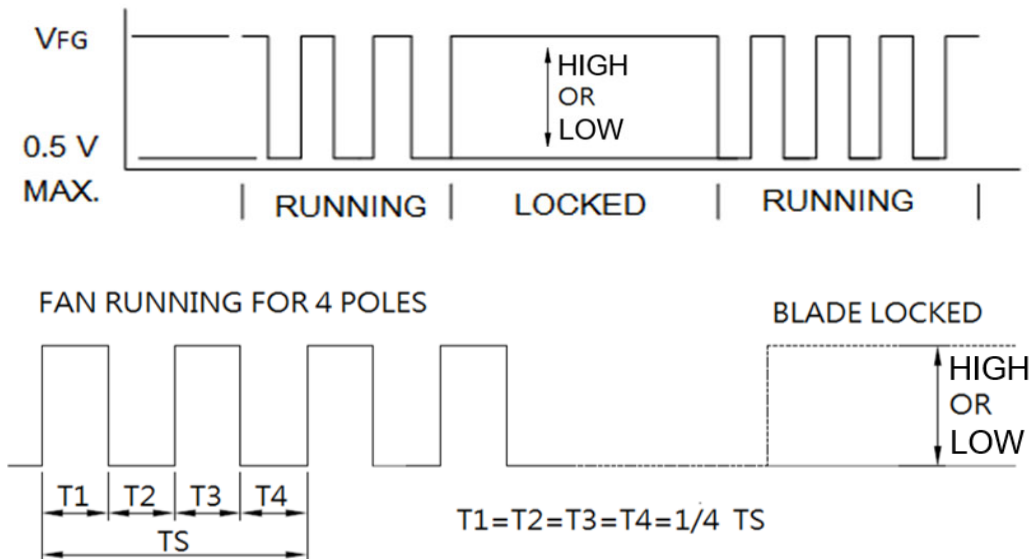 VFG
HIGH
OR
LOW
0.5 V
MAX.
RUNNING
LOCKED
RUNNING
FAN RUNNING FOR 4 POLES
BLADE LOCKED
HIGH
OR
LOW
T1 T2 T3 T4
TS
T1=T2=T3=T4=1/4 TS